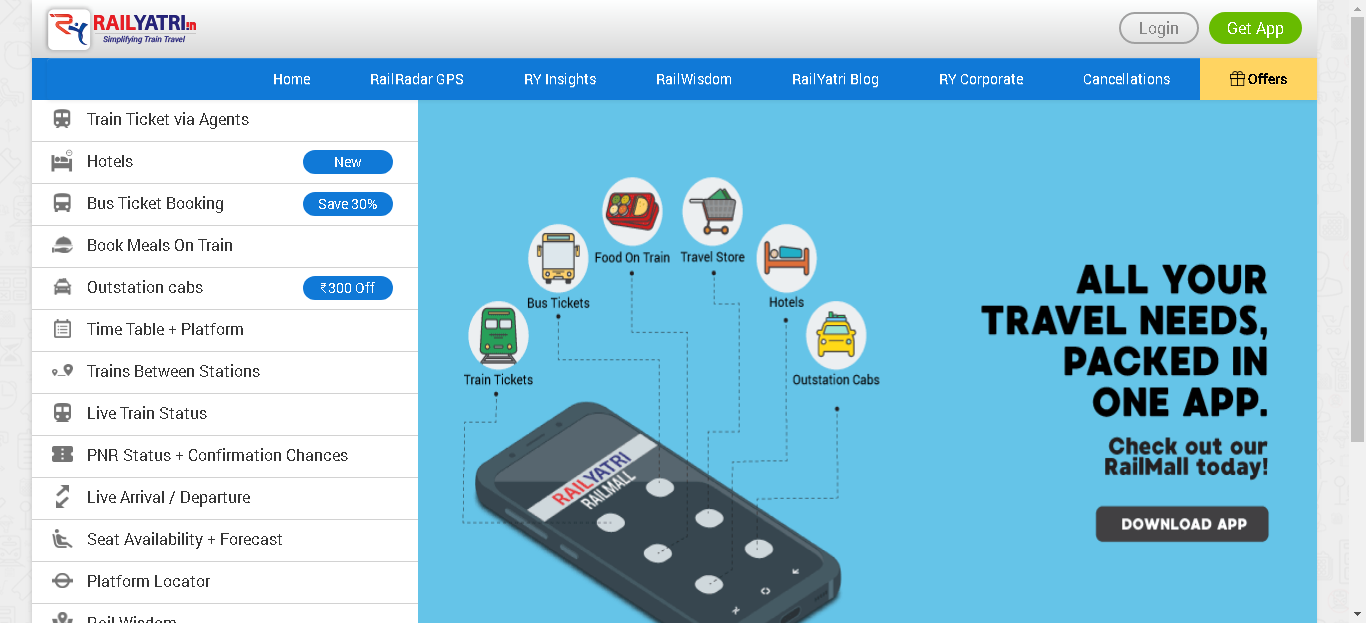 RAILYATRI.in
Simplifying Train Travel
Login
Get App
Home
RailRadar GPS
RY Insights
RailWisdom
RailYatri Blog
RY Corporate
Cancellations
Offers
Train Ticket via Agents
Hotels
New
Bus Ticket Booking
Save 30%
Book Meals On Train
Outstation cabs
₹300 Off
Time Table + Platform
Trains Between Stations
Live Train Status
PNR Status + Confirmation Chances
Live Arrival / Departure
Seat Availability + Forecast
Platform Locator
Rail Wisdom
Food On Train
Travel Store
Bus Tickets
Hotels
Train Tickets
Outstation Cabs
RAILYATRI
RAILMALL
ALL YOUR
TRAVEL NEEDS,
PACKED IN
ONE APP.
Check out our
RailMall today!
DOWNLOAD APP